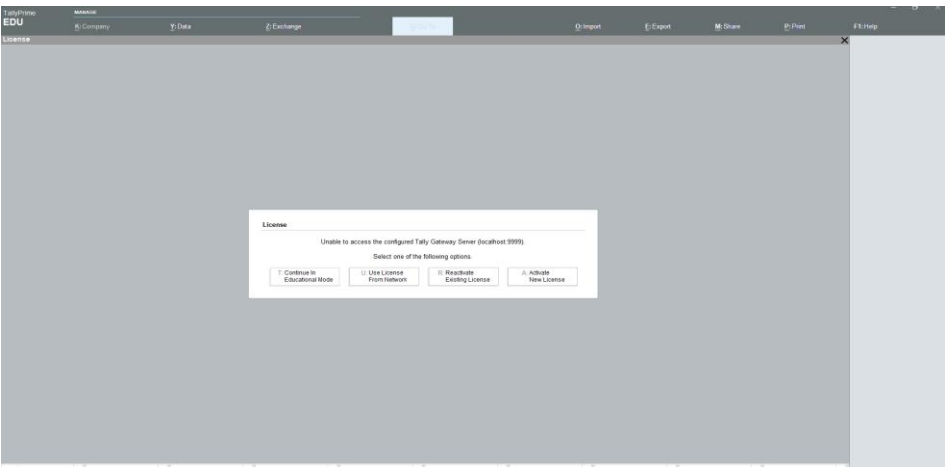 TallyPrime
EDU
MANAGE
K: Company
Y: Data
Z: Exchange
O: Import
E: Export
M: Share
P: Print
F1: Help
License
License
Unable to access the configured Tally Gateway Server (localhost:9999).
Select one of the following options.
T: Continue In
Educational Mode
U: Use License
From Network
R: Reactivate
Existing License
A: Activate
New License